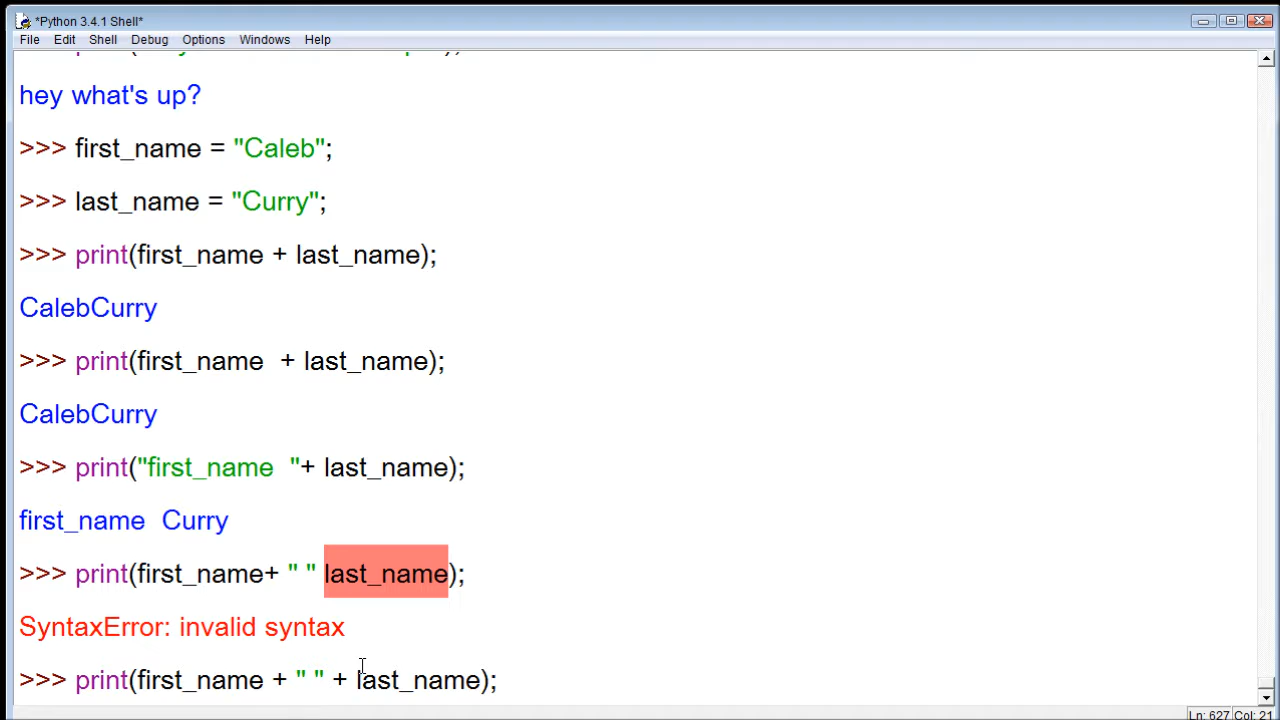 *Python 3.4.1 Shell*
File Edit Shell Debug Options Windows Help
hey what's up?
>>> first_name = "Caleb";
>>> last_name = "Curry";
>>> print(first_name + last_name);
CalebCurry
>>> print(first_name  + last_name);
CalebCurry
>>> print("first_name  "+ last_name);
first_name  Curry
>>> print(first_name+ " " last_name);
SyntaxError: invalid syntax
>>> print(first_name + " " + last_name);
Ln: 627 Col: 21